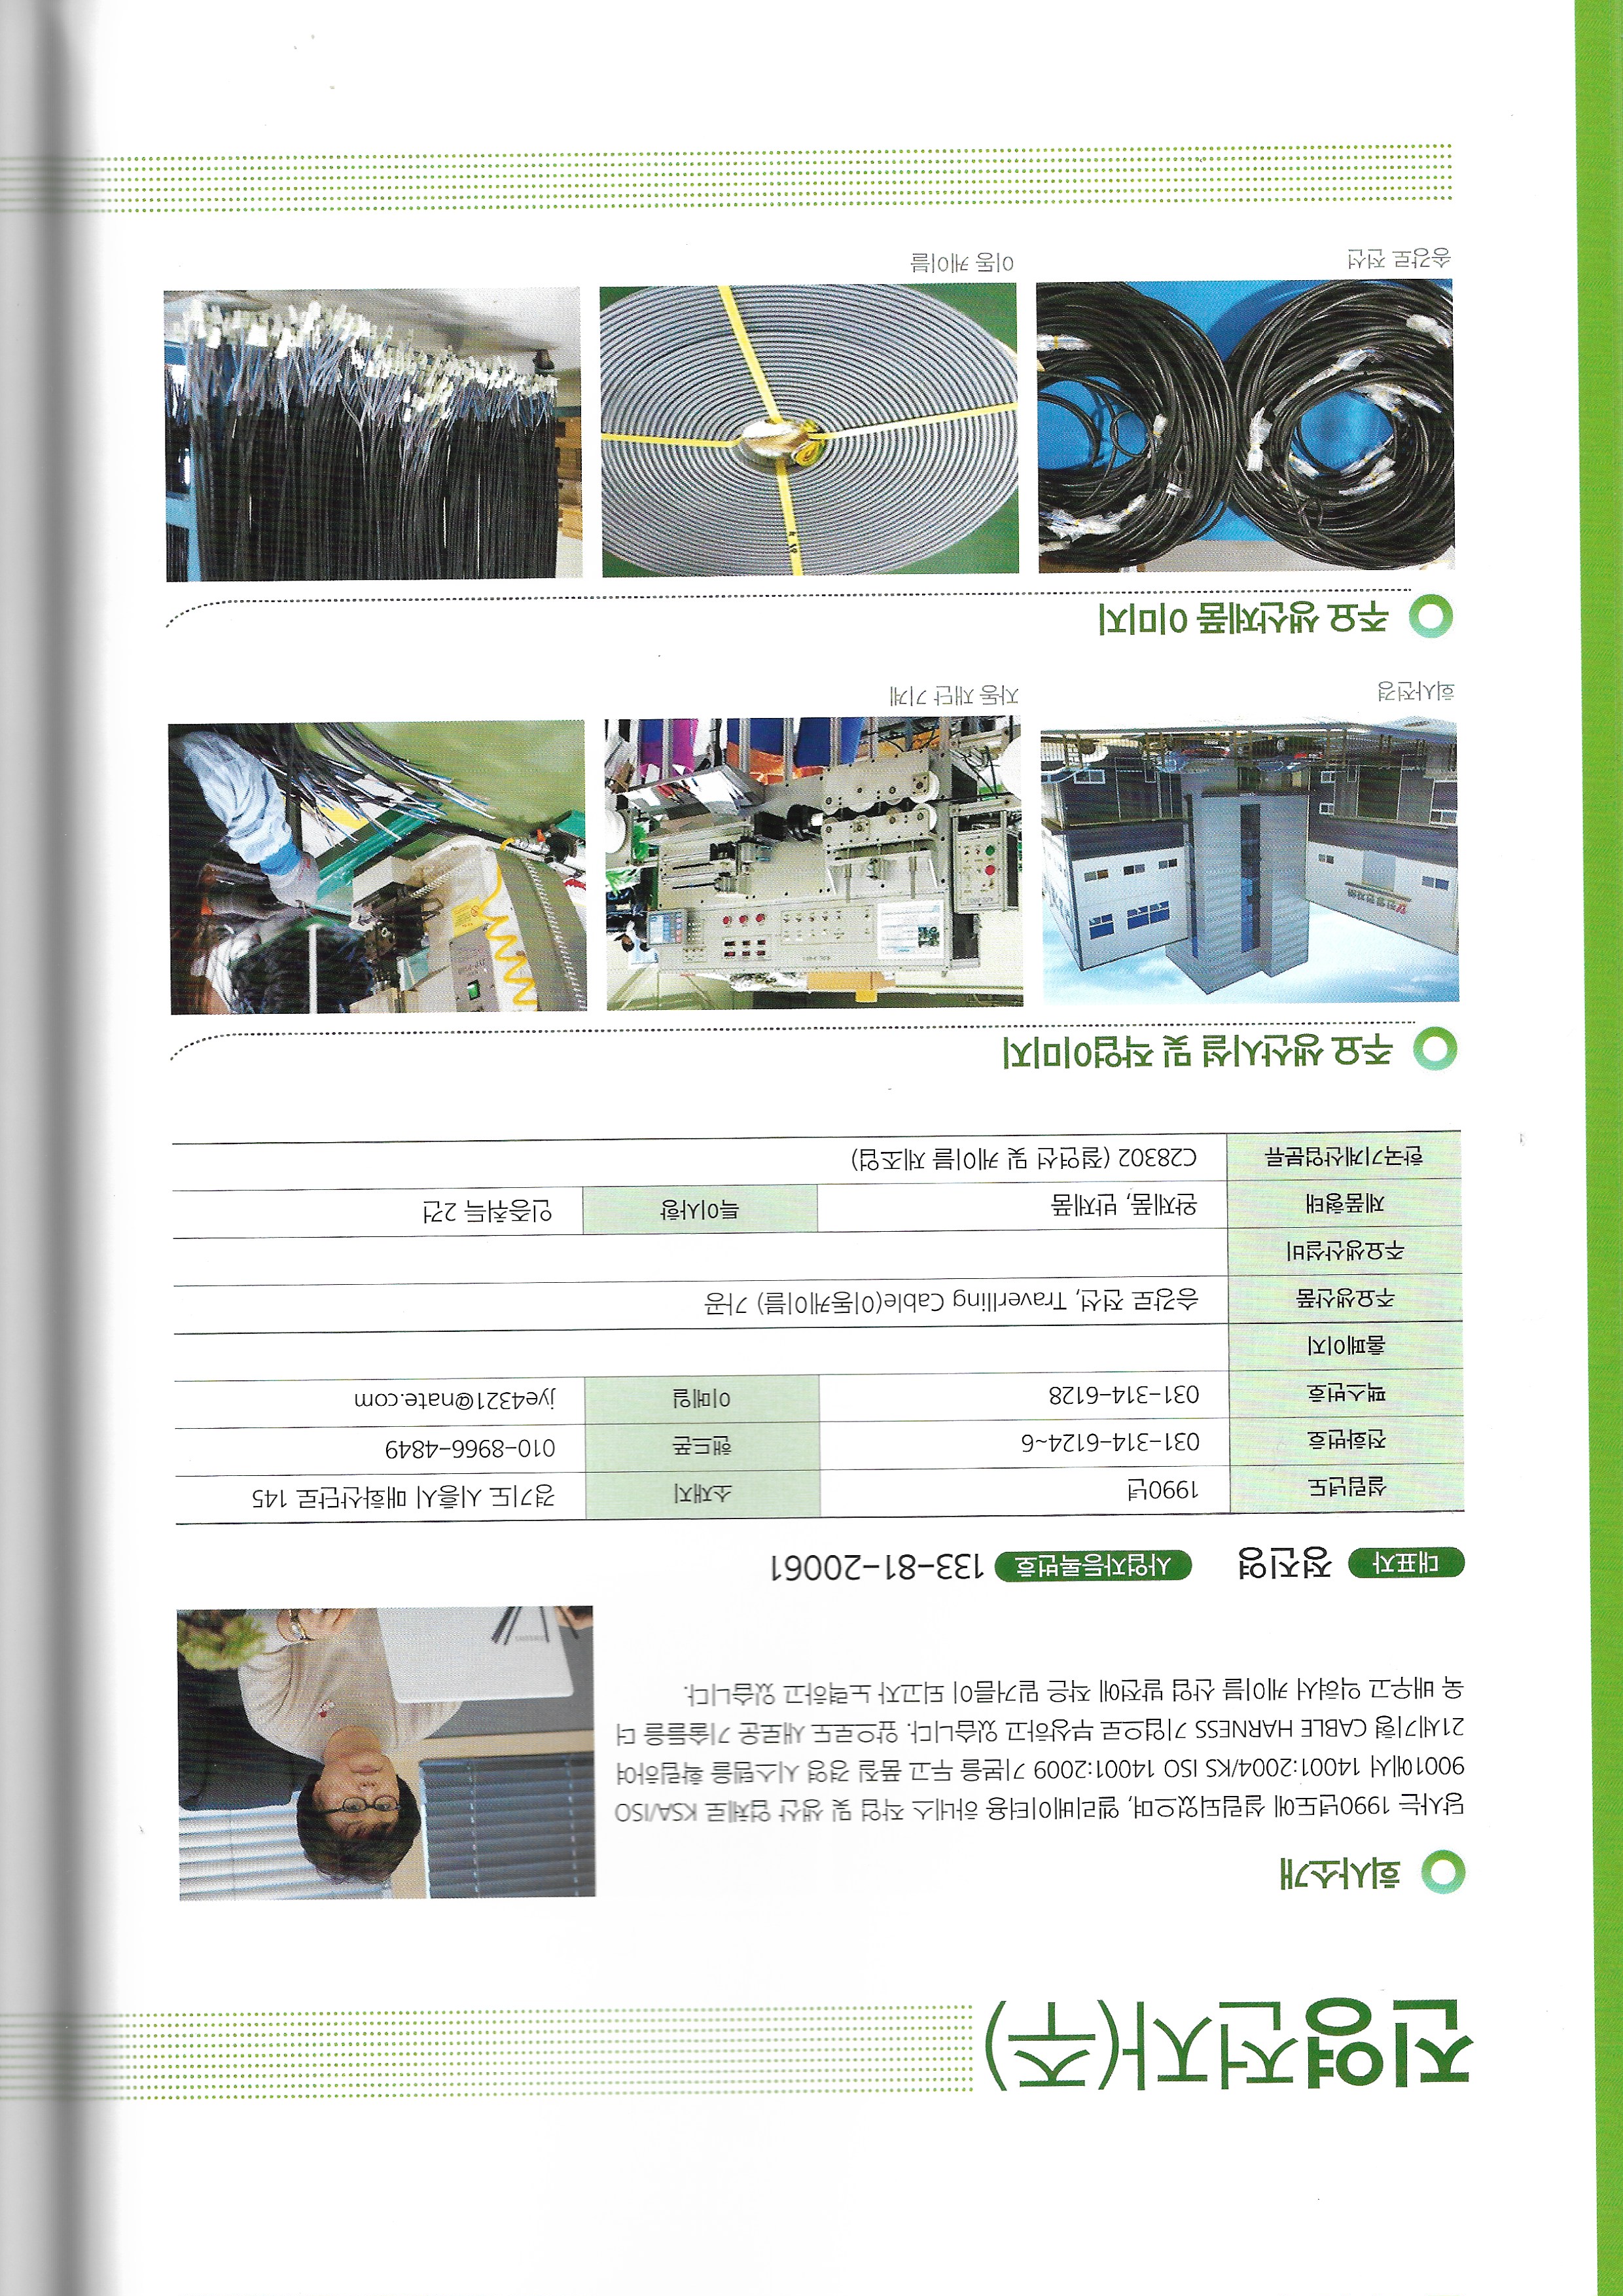 진영전자(주)
회사소개
당사는 1990년도에 설립되었으며, 엘리베이터용 하네스 작업 및 생산 업체로 KSA/ISO
9001에서 14001:2004/KS ISO 14001:2009 기본을 두고 품질 경영 시스템을 확립하여
21세기형 CABLE HARNESS 기업으로 부상하고 있습니다. 앞으로도 새로운 기술들을 더
욱 배우고 익혀서 케이블 산업 발전에 작은 밑거름이 되고자 노력하고 있습니다.
SAMSUNG
대표자 정진영 사업자등록번호 133-81-20061
설립년도 1990년 소재지 경기도 시흥시 매화산단로 145
전화번호 031-314-6124~6 핸드폰 010-8966-4849
팩스번호 031-314-6128 이메일 jye4321@nate.com
홈페이지
주요생산품 승강로 전선, Traverlling Cable(이동케이블) 가공
주요생산설비
제품형태 완제품, 반제품 특이사항 인증취득 2건
한국기계산업분류 C28302 (절연선 및 케이블 제조업)
주요 생산시설 및 작업이미지
진영전자㈜
회사전경
자동 재단 기계
주요 생산제품 이미지
송강로 전선
이동 케이블